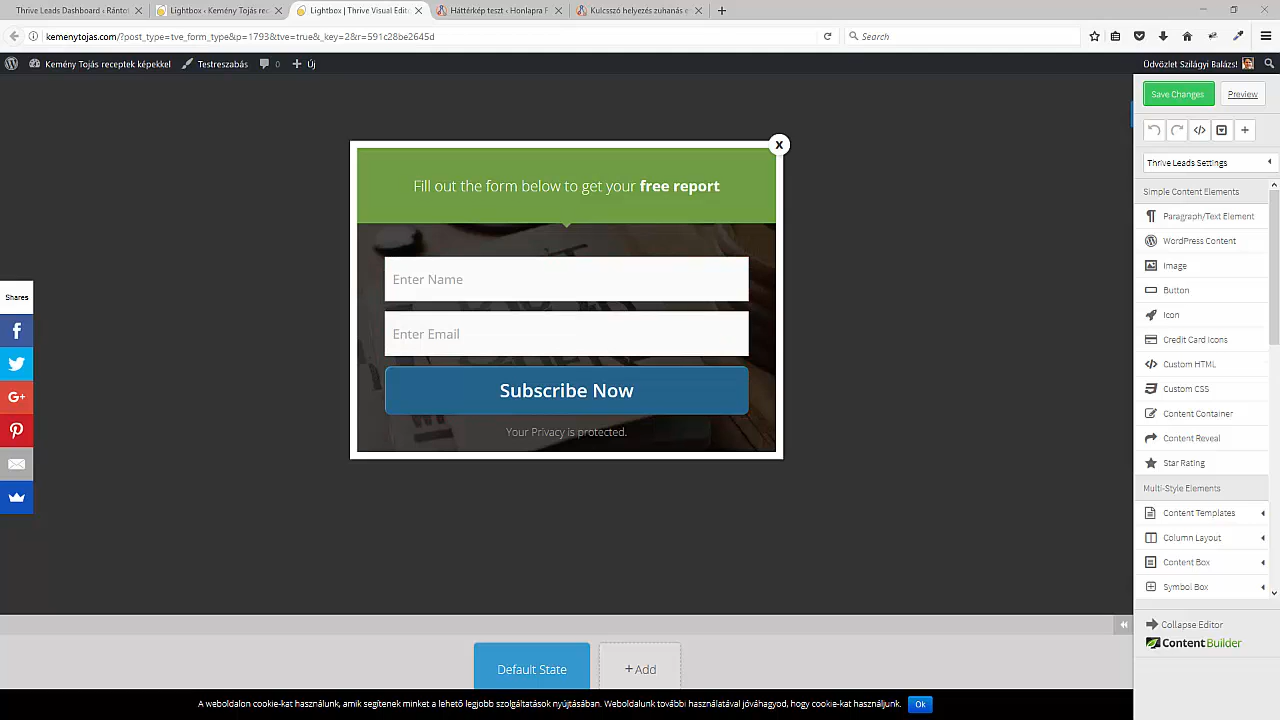 Thrive Leads Dashboard ‹ Rántot
Lightbox ‹ Kemény Tojás rec
Lightbox | Thrive Visual Edit
Háttérkép teszt ‹ Honlapra F
Kulcsszó helyezés zuhanás e
kemenytojas.com/?post_type=tve_form_type&p=1793&tve=true&_key=2&r=591c28be2645d
Search
Kemény Tojás receptek képekkel
Testreszabás
0
Új
Üdvözlet Szilágyi Balázs!
Save Changes
Preview
Thrive Leads Settings
Simple Content Elements
Paragraph/Text Element
WordPress Content
Image
Button
Icon
Credit Card Icons
Custom HTML
Custom CSS
Content Container
Content Reveal
Star Rating
Multi-Style Elements
Content Templates
Column Layout
Content Box
Symbol Box
Collapse Editor
Content Builder
X
Fill out the form below to get your free report
Enter Name
Enter Email
Subscribe Now
Your Privacy is protected.
Shares
Default State
+Add
A weboldalon cookie-kat használunk, amik segítenek minket a lehető legjobb szolgáltatások nyújtásában. Weboldalunk további használatával jóváhagyod, hogy cookie-kat használjunk.
Ok